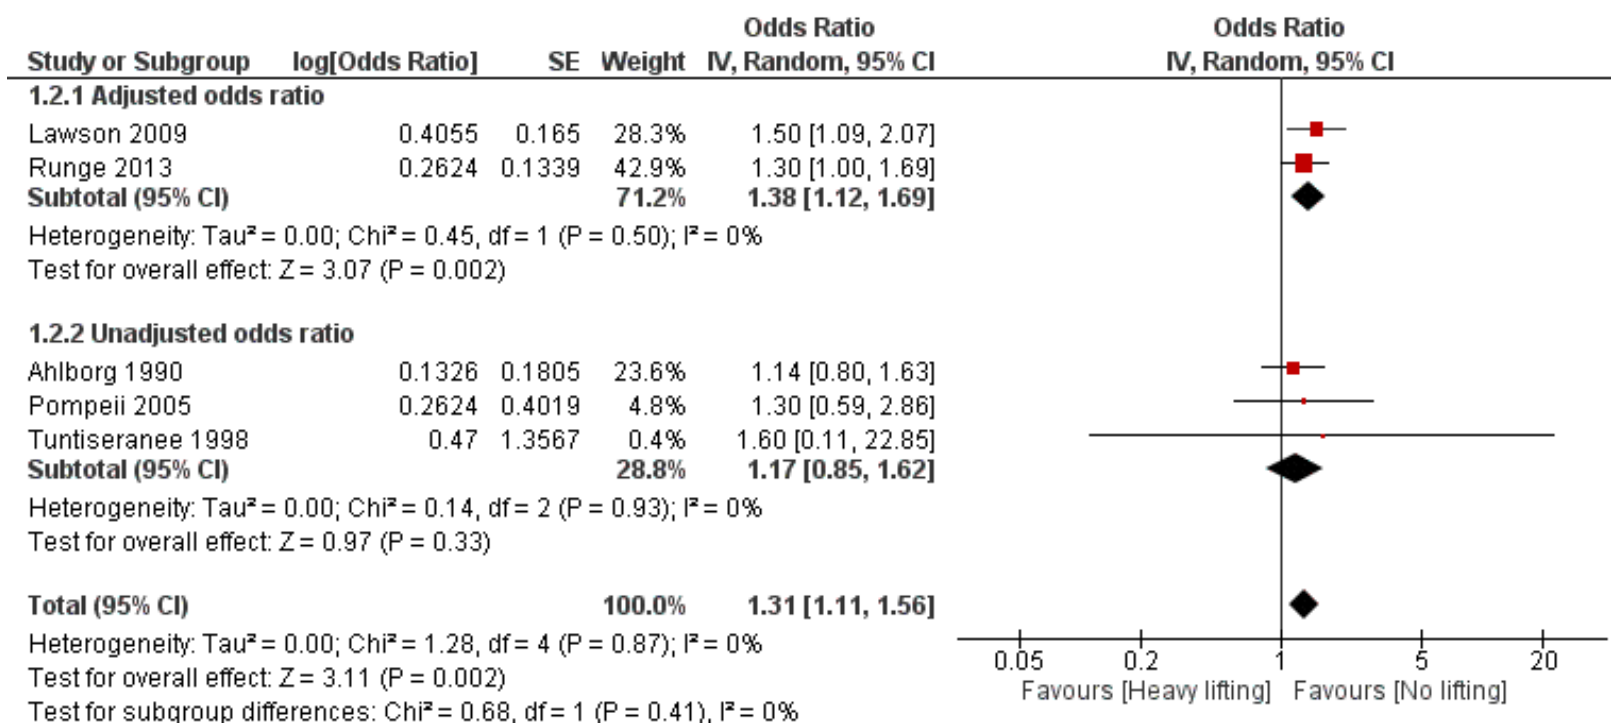 Odds Ratio Odds Ratio
Study or Subgroup log[Odds Ratio] SE Weight IV, Random, 95% CI IV, Random, 95% CI
1.2.1 Adjusted odds ratio
Lawson 2009 0.4055 0.165 28.3% 1.50 [1.09, 2.07]
Runge 2013 0.2624 0.1339 42.9% 1.30 [1.00, 1.69]
Subtotal (95% CI) 71.2% 1.38 [1.12, 1.69]
Heterogeneity: Tau² = 0.00; Chi² = 0.45, df = 1 (P = 0.50); I² = 0%
Test for overall effect: Z = 3.07 (P = 0.002)
1.2.2 Unadjusted odds ratio
Ahlborg 1990 0.1326 0.1805 23.6% 1.14 [0.80, 1.63]
Pompeii 2005 0.2624 0.4019 4.8% 1.30 [0.59, 2.86]
Tuntiseranee 1998 0.47 1.3567 0.4% 1.60 [0.11, 22.85]
Subtotal (95% CI) 28.8% 1.17 [0.85, 1.62]
Heterogeneity: Tau² = 0.00; Chi² = 0.14, df = 2 (P = 0.93); I² = 0%
Test for overall effect: Z = 0.97 (P = 0.33)
Total (95% CI) 100.0% 1.31 [1.11, 1.56]
Heterogeneity: Tau² = 0.00; Chi² = 1.28, df = 4 (P = 0.87); I² = 0%
Test for overall effect: Z = 3.11 (P = 0.002)
Test for subgroup differences: Chi² = 0.68, df = 1 (P = 0.41), I² = 0%
0.05 0.2 1 5 20
Favours [Heavy lifting] Favours [No lifting]